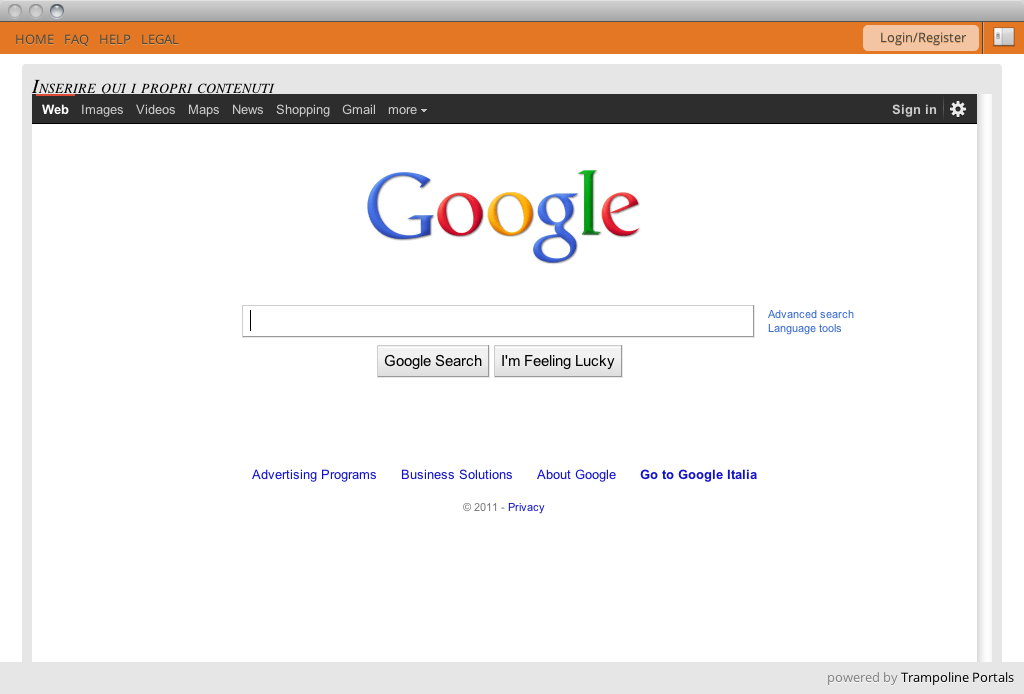 HOME FAQ HELP LEGAL Login/Register
Inserire qui i propri contenuti
Web Images Videos Maps News Shopping Gmail more Sign in
Google
Advanced search
Language tools
Google Search I'm Feeling Lucky
Advertising Programs Business Solutions About Google Go to Google Italia
© 2011 - Privacy
powered by Trampoline Portals